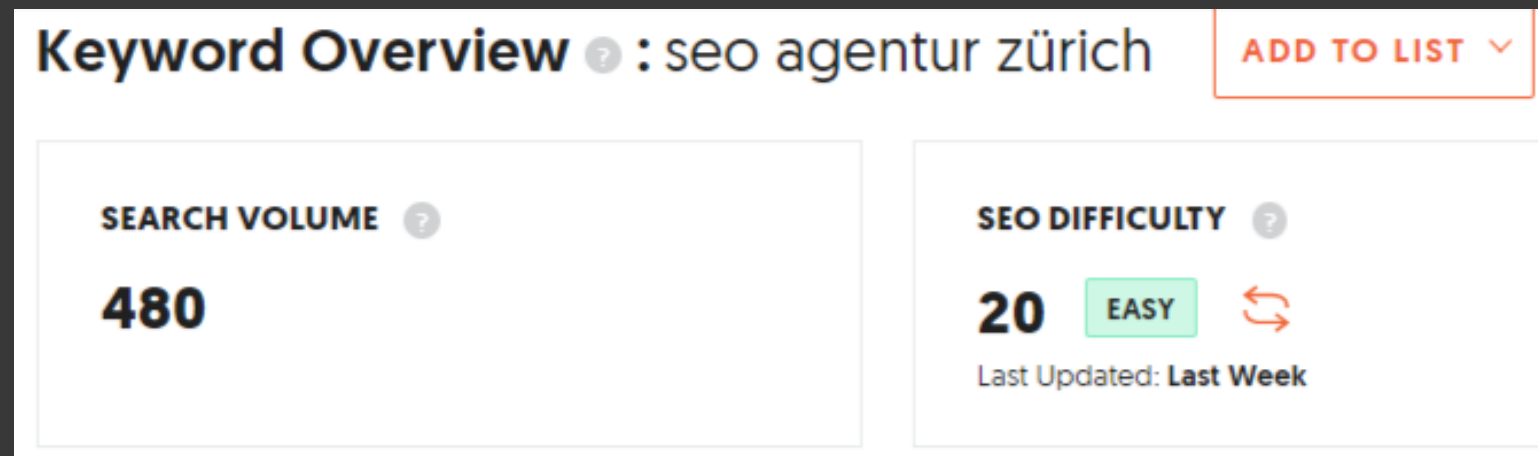 Keyword Overview ? : seo agentur zürich
ADD TO LIST
SEARCH VOLUME ?
480
SEO DIFFICULTY ?
20 EASY
Last Updated: Last Week